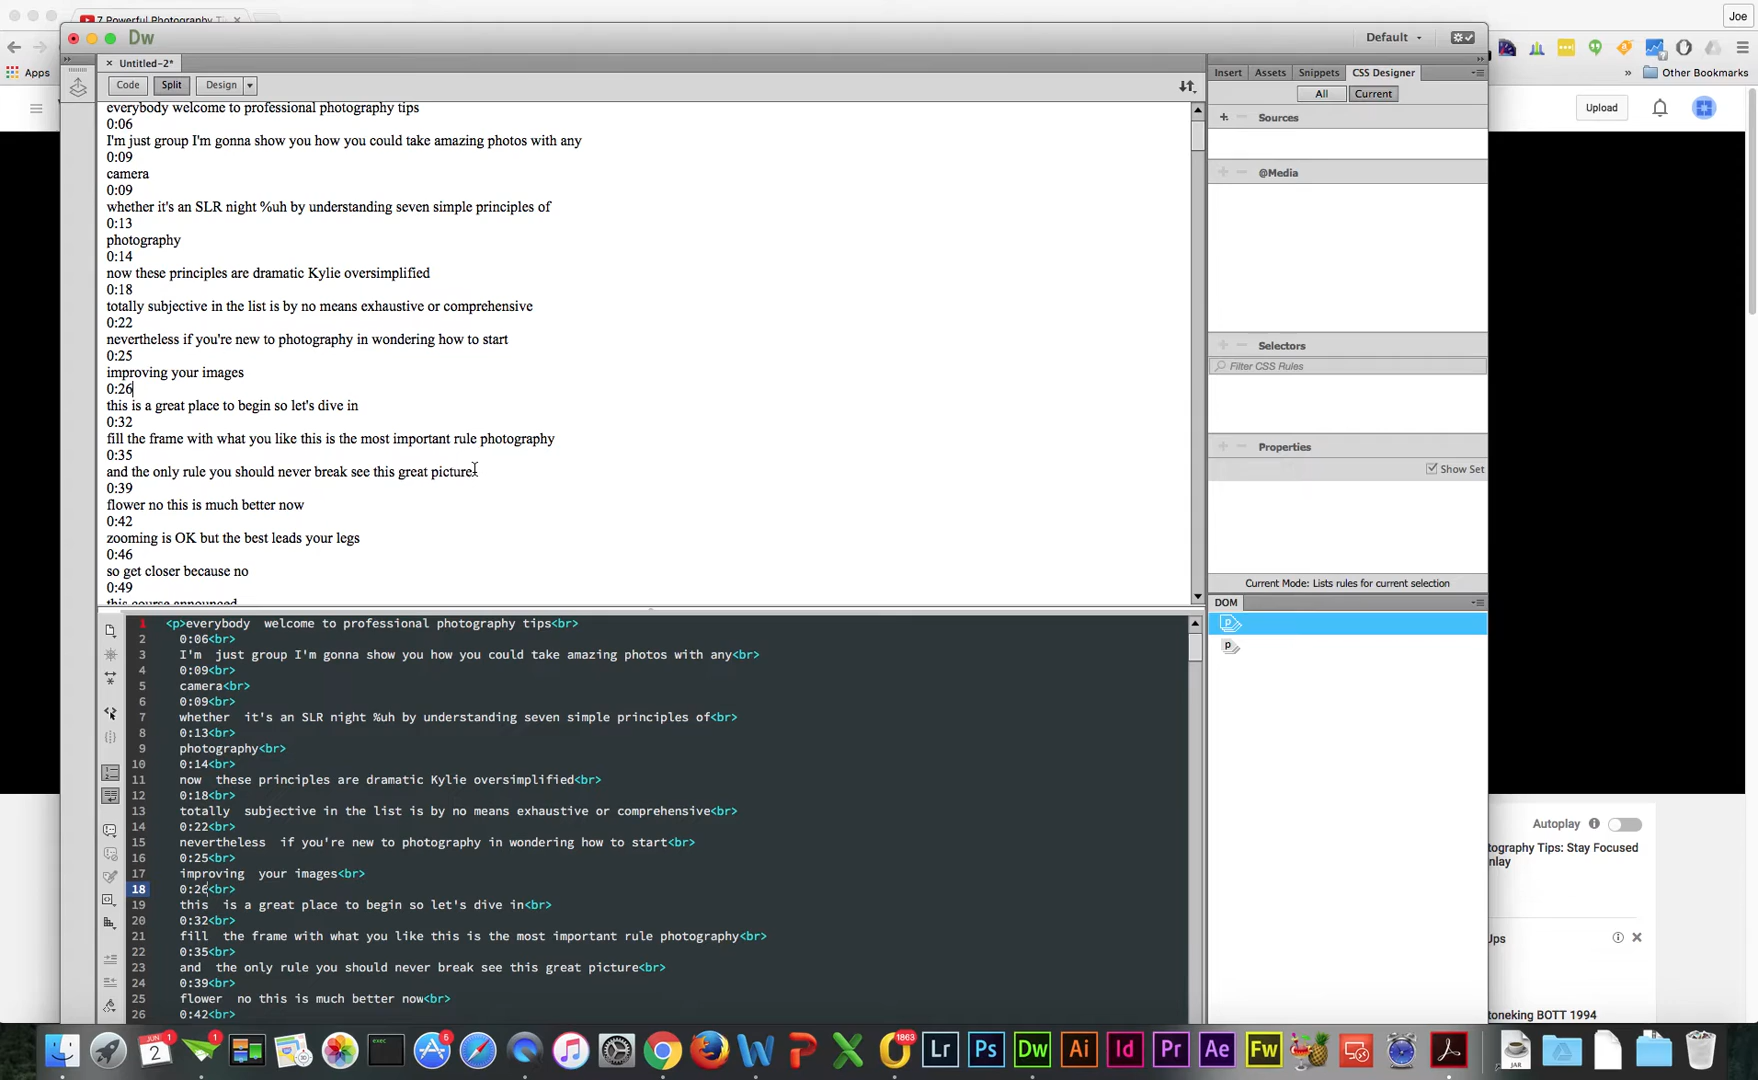 7 Powerful Photography Ti
Joe
Dw
Default
Apps
Other Bookmarks
Untitled-2*
Insert
Assets
Snippets
CSS Designer
Code
Split
Design
All
Current
Upload
Sources
@Media
Selectors
Filter CSS Rules
Properties
Show Set
Current Mode: Lists rules for current selection
DOM
p
p
everybody welcome to professional photography tips
0:06
I'm just group I'm gonna show you how you could take amazing photos with any
0:09
camera
0:09
whether it's an SLR night %uh by understanding seven simple principles of
0:13
photography
0:14
now these principles are dramatic Kylie oversimplified
0:18
totally subjective in the list is by no means exhaustive or comprehensive
0:22
nevertheless if you're new to photography in wondering how to start
0:25
improving your images
0:26
this is a great place to begin so let's dive in
0:32
fill the frame with what you like this is the most important rule photography
0:35
and the only rule you should never break see this great picture
0:39
flower no this is much better now
0:42
zooming is OK but the best leads your legs
0:46
so get closer because no
0:49
this course announced
1 <p>everybody  welcome to professional photography tips<br>
2 0:06<br>
3 I'm  just group I'm gonna show you how you could take amazing photos with any<br>
4 0:09<br>
5 camera<br>
6 0:09<br>
7 whether  it's an SLR night %uh by understanding seven simple principles of<br>
8 0:13<br>
9 photography<br>
10 0:14<br>
11 now  these principles are dramatic Kylie oversimplified<br>
12 0:18<br>
13 totally  subjective in the list is by no means exhaustive or comprehensive<br>
14 0:22<br>
15 nevertheless  if you're new to photography in wondering how to start<br>
16 0:25<br>
17 improving  your images<br>
18 0:26<br>
19 this  is a great place to begin so let's dive in<br>
20 0:32<br>
21 fill  the frame with what you like this is the most important rule photography<br>
22 0:35<br>
23 and  the only rule you should never break see this great picture<br>
24 0:39<br>
25 flower  no this is much better now<br>
26 0:42<br>
Autoplay
tography Tips: Stay Focused
nlay
Ups
toneking BOTT 1994
JUN
2
1
1
exec
5
1863
Lr
Ps
Dw
Ai
Id
Pr
Ae
Fw
JAR